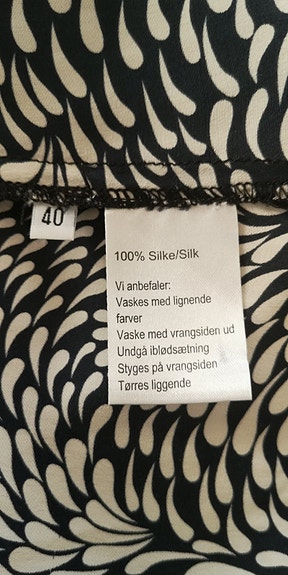 40
100% Silke/Silk
Vi anbefaler:
Vaskes med lignende
farver
Vaske med vrangsiden ud
Undgå iblødsætning
Styges på vrangsiden
Tørres liggende